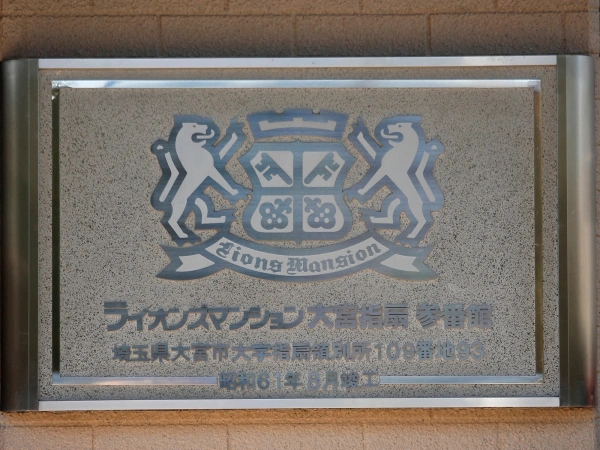 Lions Mansion
ライオンズマンション大宮指扇 参番館
埼玉県大宮市大字指扇領別所109番地93
昭和61年8月竣工